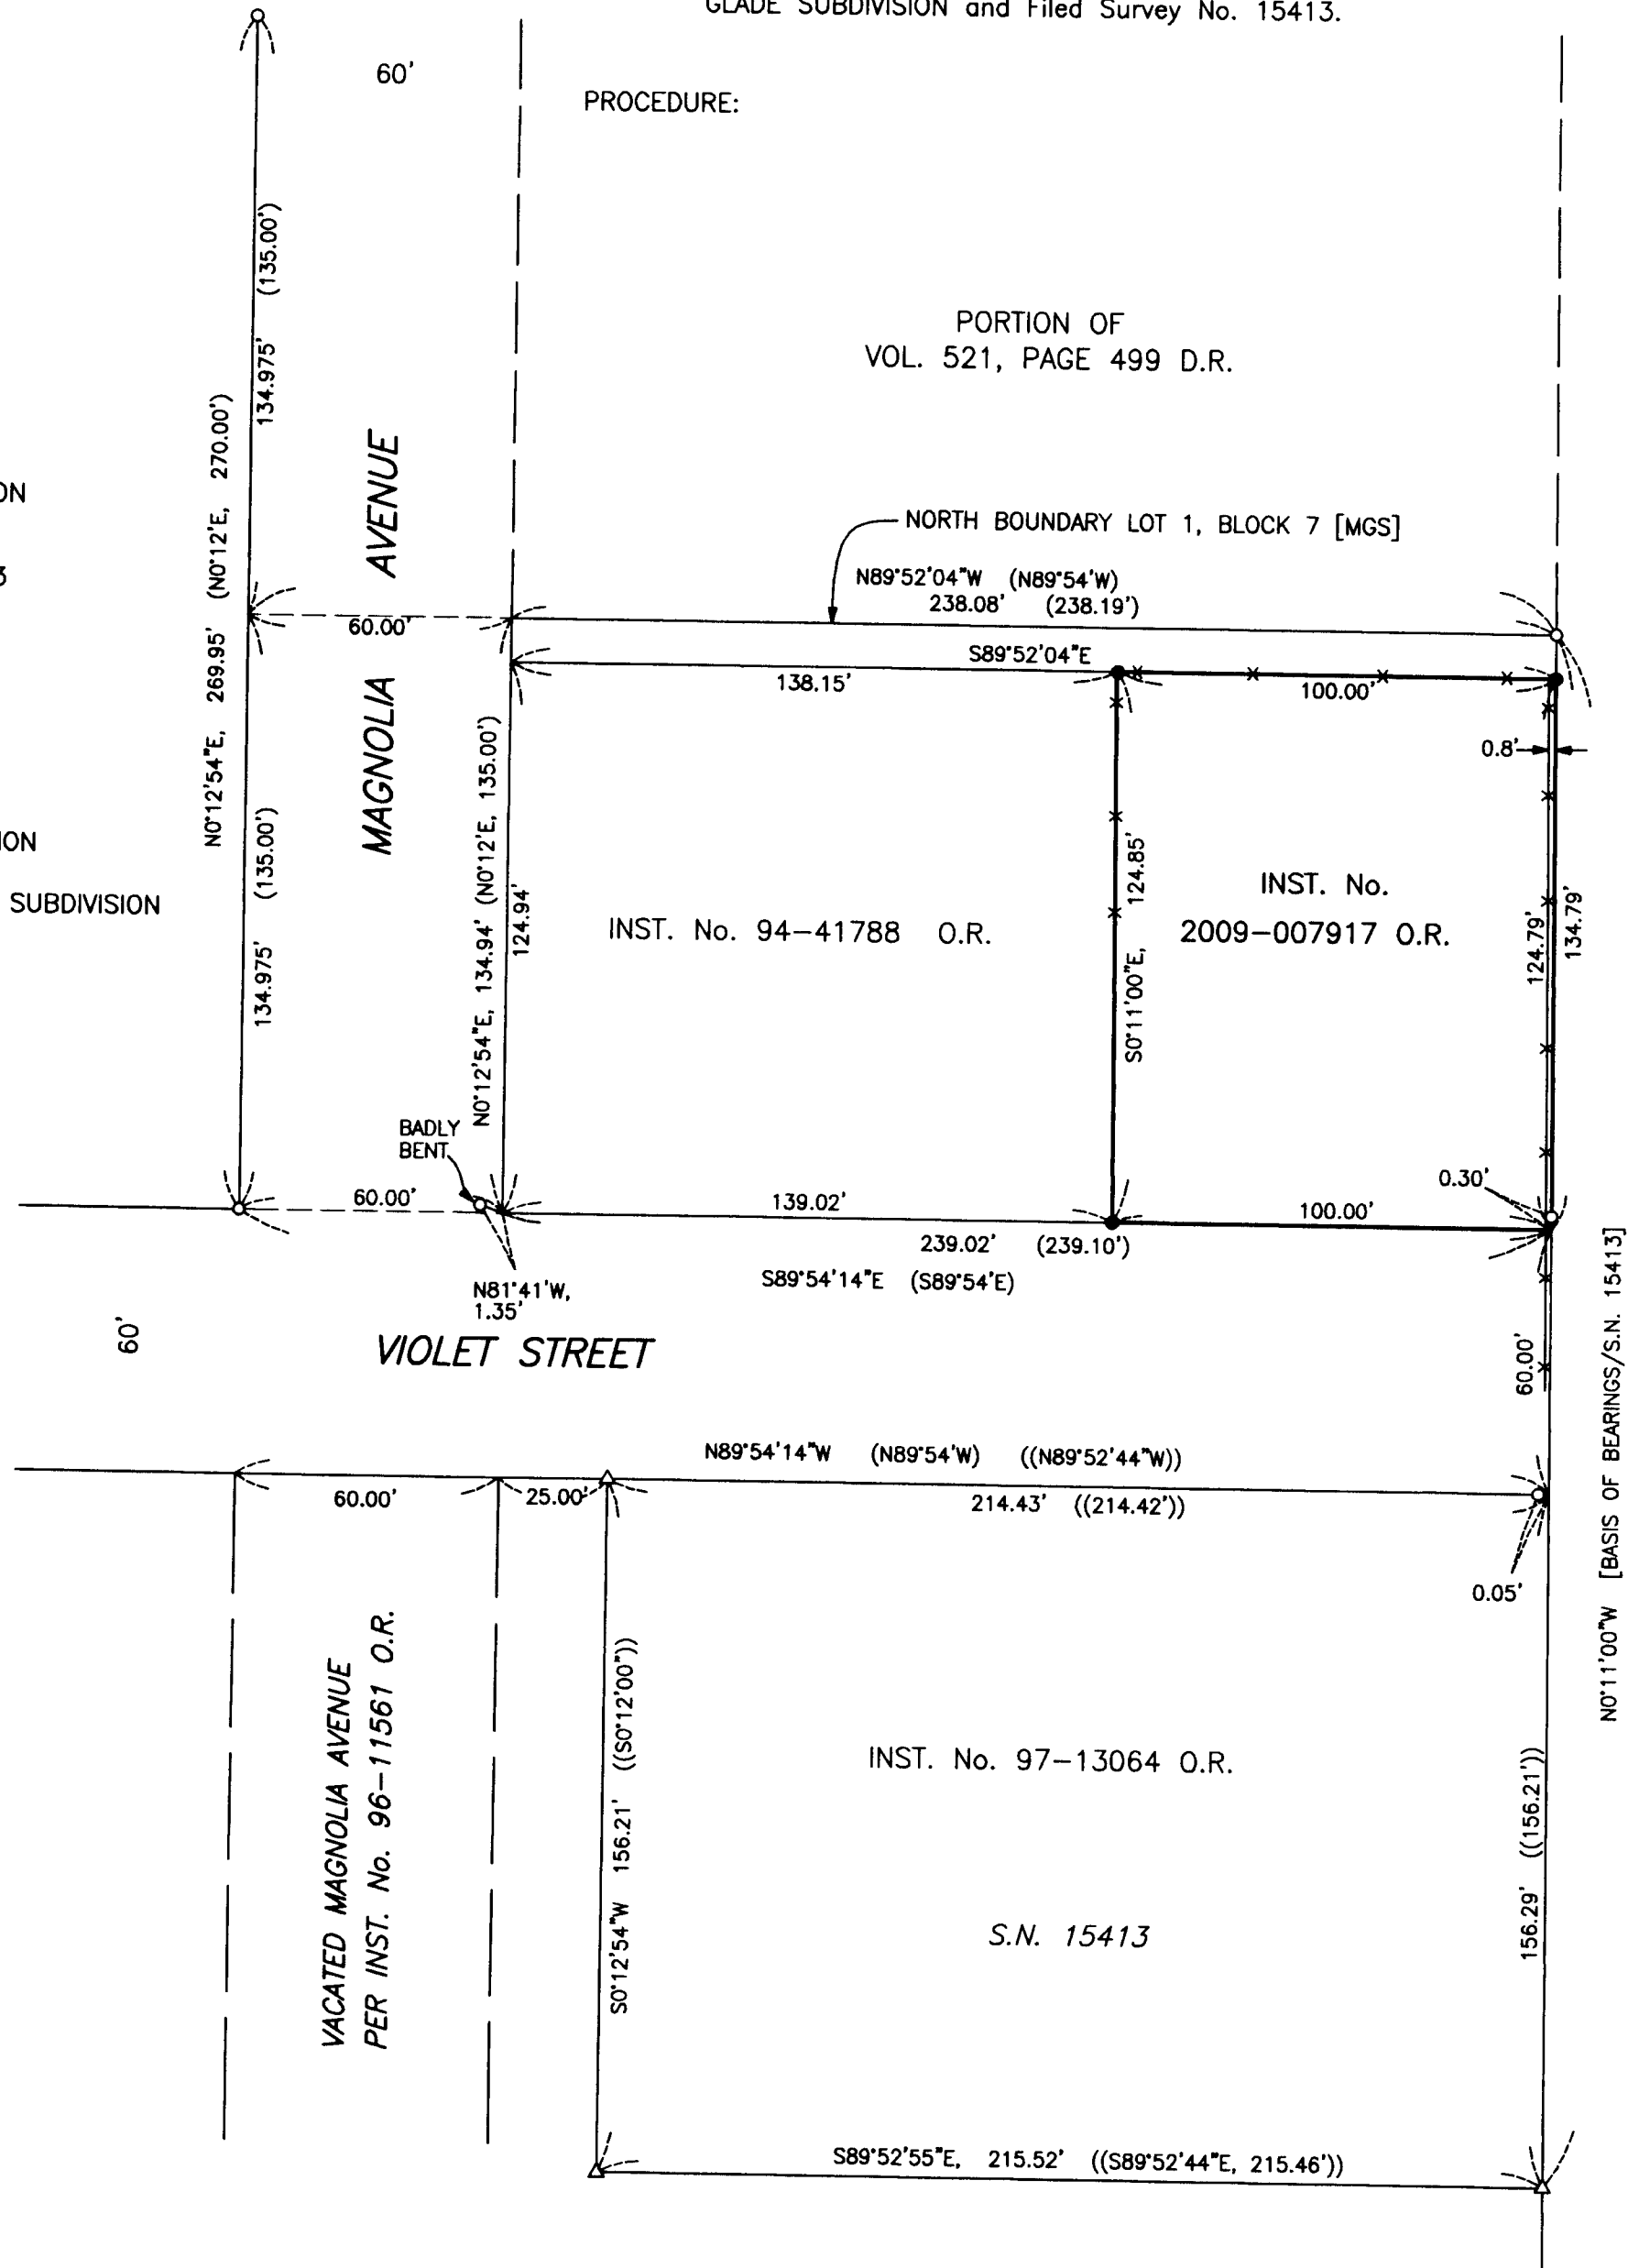 GLADE SUBDIVISION and Filed Survey No. 15413.
60'
PROCEDURE:
(135.00')
134.975'
PORTION OF
VOL. 521, PAGE 499 D.R.
N0°12'54"E, 269.95' (N0°12'E, 270.00')
MAGNOLIA AVENUE
ON
NORTH BOUNDARY LOT 1, BLOCK 7 [MGS]
N89°52'04"W (N89°54'W)
238.08' (238.19')
60.00'
S89°52'04"E
138.15'
100.00'
0.8'
N0°12'54"E, 134.94' (N0°12'E, 135.00')
124.94'
ION
SUBDIVISION
134.975' (135.00')
INST. No. 94-41788 O.R.
S0°11'00"E, 124.85'
INST. No.
2009-007917 O.R.
124.79'
134.79'
BADLY
BENT
60.00'
139.02'
0.30'
100.00'
239.02' (239.10')
S89°54'14"E (S89°54'E)
N81°41'W,
1.35'
60'
VIOLET STREET
60.00'
N0°11'00"W [BASIS OF BEARINGS/S.N. 15413]
N89°54'14"W (N89°54'W) ((N89°52'44"W))
60.00'
25.00'
214.43' ((214.42'))
0.05'
VACATED MAGNOLIA AVENUE
PER INST. No. 96-11561 O.R.
S0°12'54"W 156.21' ((S0°12'00"))
INST. No. 97-13064 O.R.
156.29' ((156.21'))
S.N. 15413
S89°52'55"E, 215.52' ((S89°52'44"E, 215.46'))